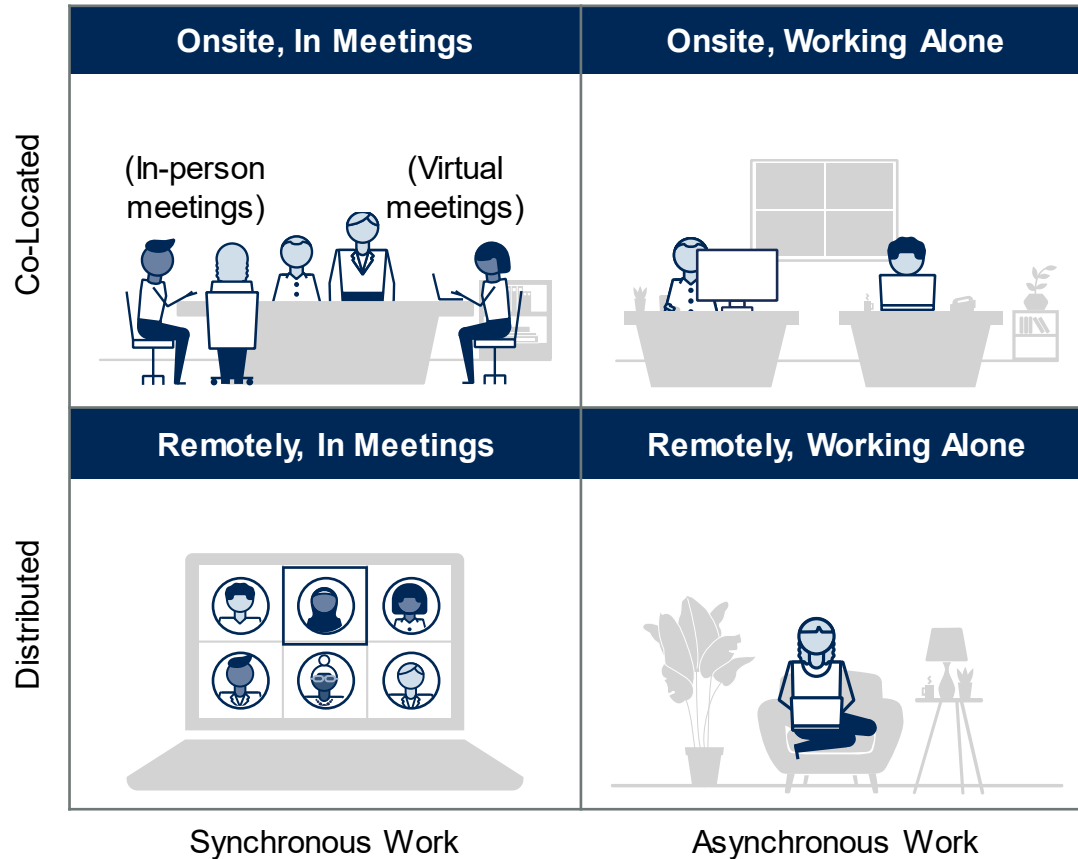 Onsite, In Meetings
Onsite, Working Alone
Co-Located
(In-person
meetings)
(Virtual
meetings)
Remotely, In Meetings
Remotely, Working Alone
Distributed
Synchronous Work
Asynchronous Work